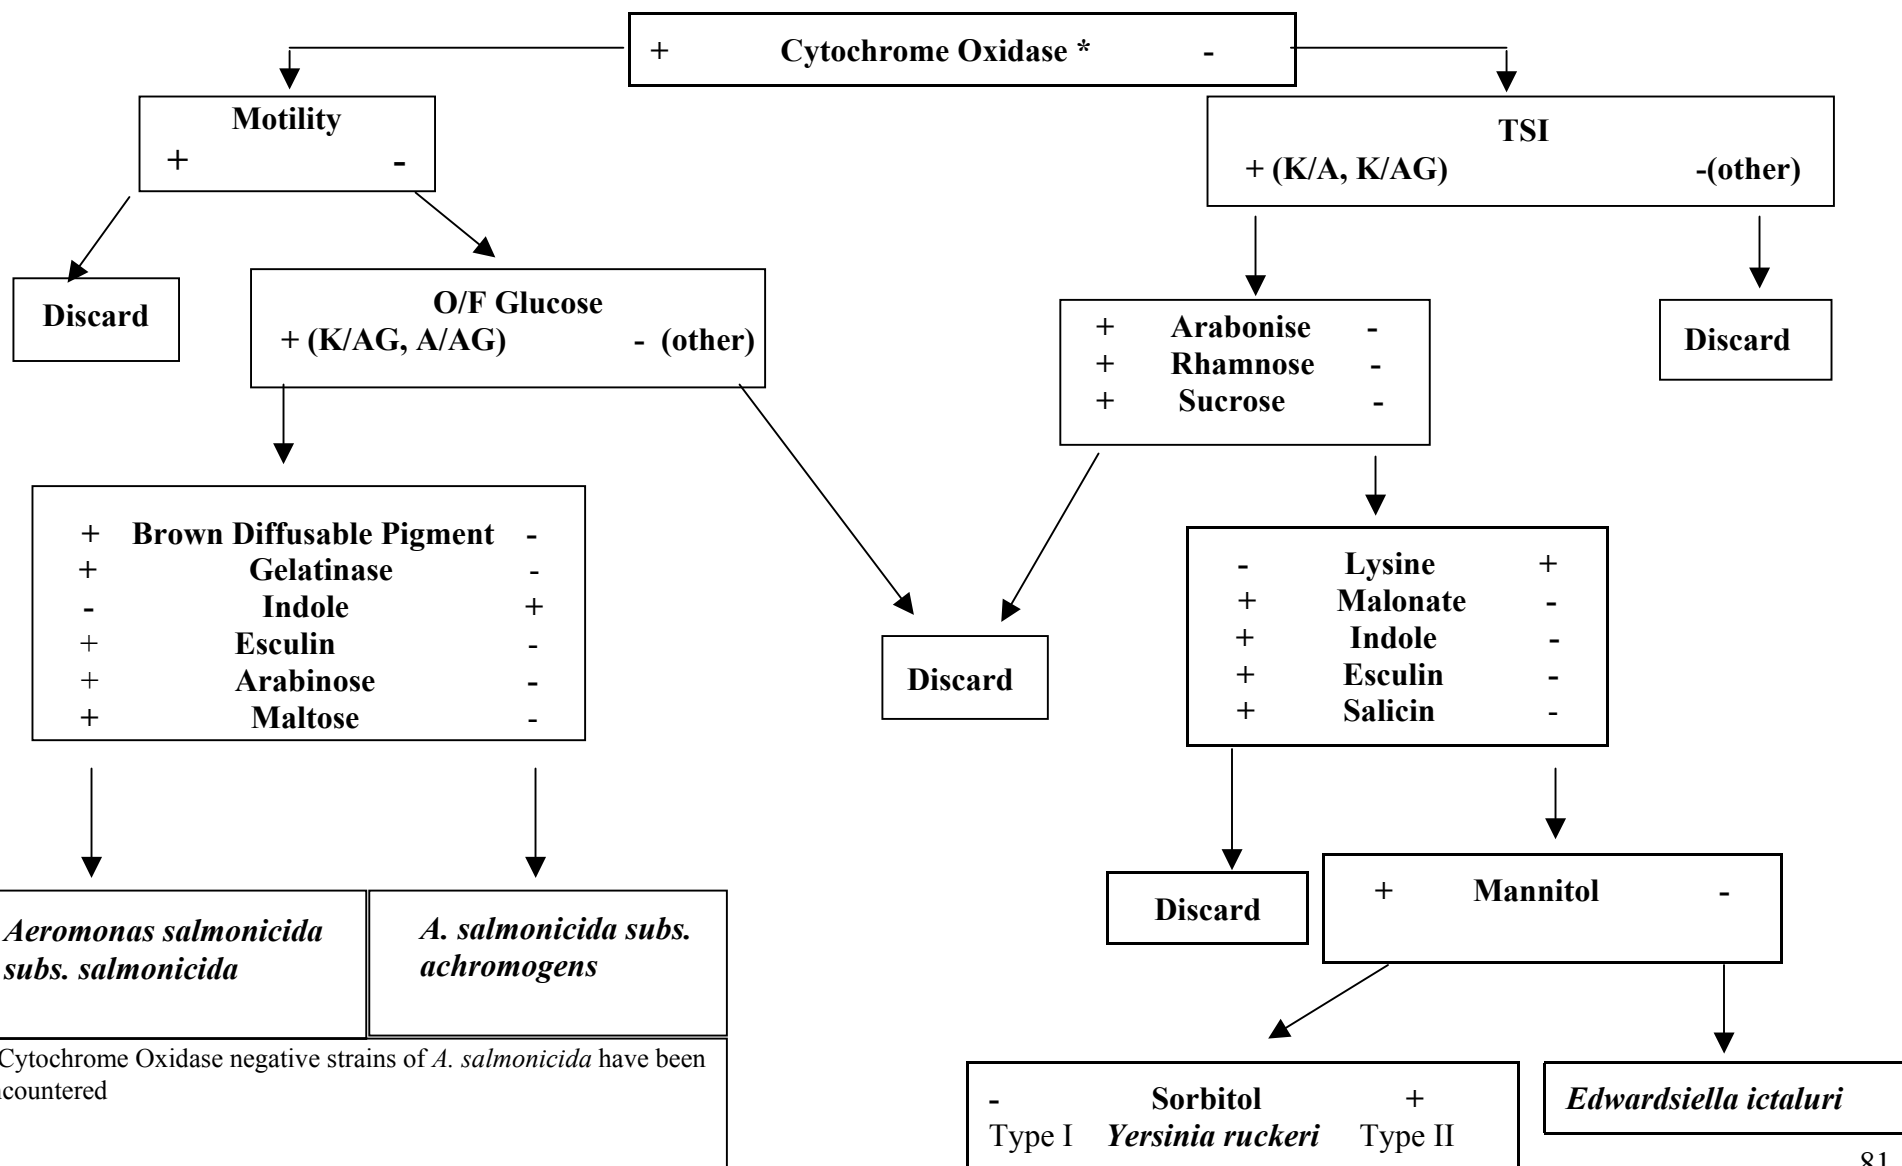 + Cytochrome Oxidase * -
Motility
+ -
TSI
+ (K/A, K/AG) -(other)
Discard
O/F Glucose
+ (K/AG, A/AG) - (other)
+ Arabonise -
+ Rhamnose -
+ Sucrose -
Discard
+ Brown Diffusable Pigment -
+ Gelatinase -
- Indole +
+ Esculin -
+ Arabinose -
+ Maltose -
Discard
- Lysine +
+ Malonate -
+ Indole -
+ Esculin -
+ Salicin -
Aeromonas salmonicida
subs. salmonicida
A. salmonicida subs.
achromogens
Discard
+ Mannitol -
Cytochrome Oxidase negative strains of A. salmonicida have been
countered
- Sorbitol +
Type I Yersinia ruckeri Type II
Edwardsiella ictaluri
81